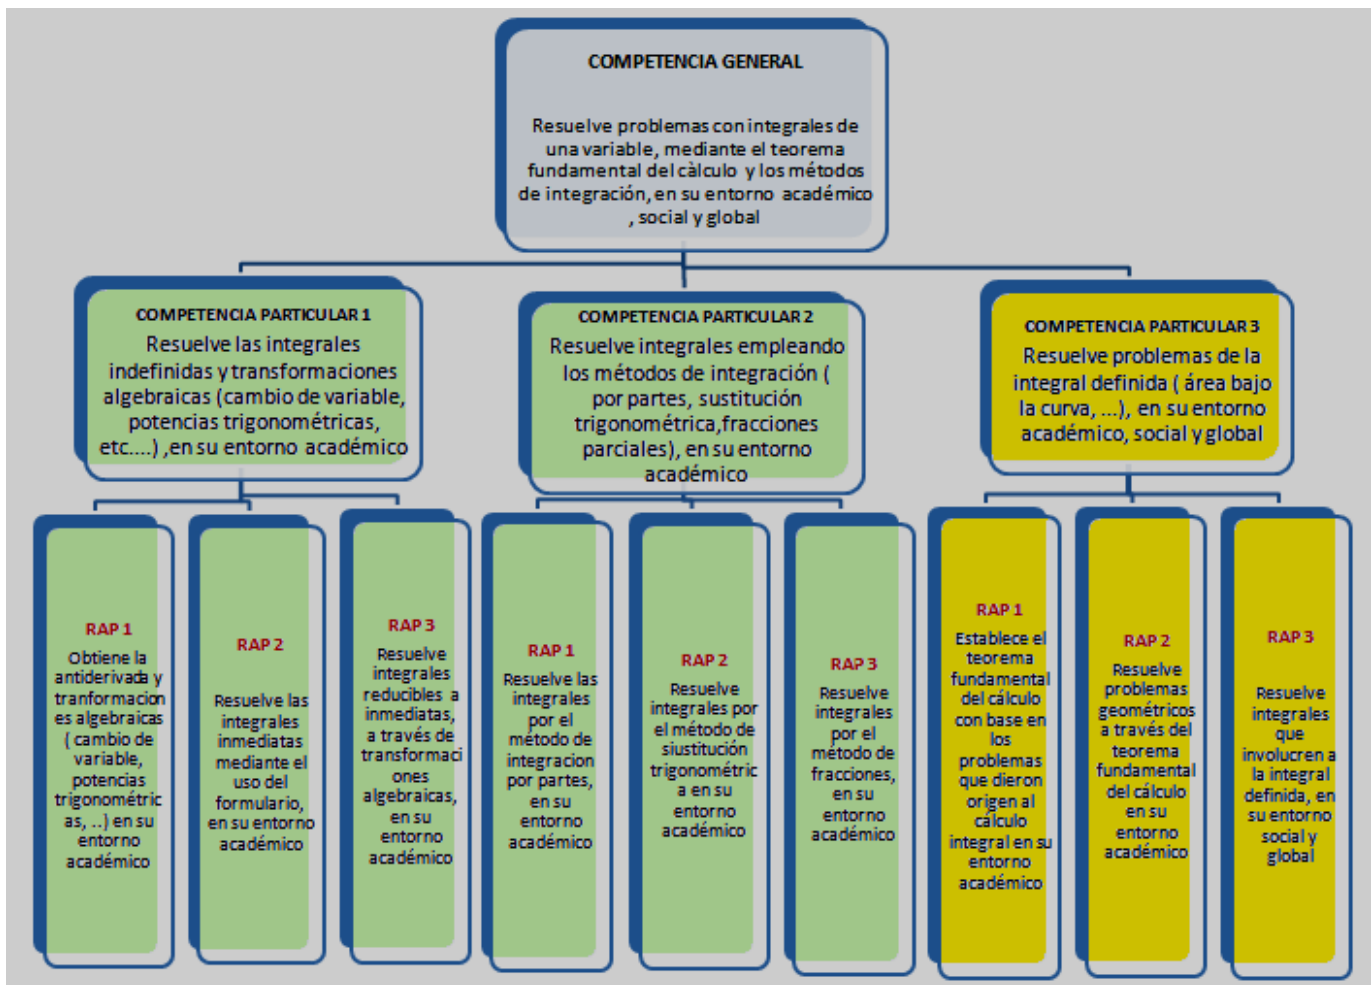 COMPETENCIA GENERAL
Resuelve problemas con integrales de
una variable, mediante el teorema
fundamental del càlculo y los métodos
de integración, en su entorno académico
, social y global
COMPETENCIA PARTICULAR 1
Resuelve las integrales
indefinidas y transformaciones
algebraicas (cambio de variable,
potencias trigonométricas,
etc....) ,en su entorno académico
COMPETENCIA PARTICULAR 2
Resuelve integrales empleando
los métodos de integración (
por partes, sustitución
trigonométrica,fracciones
parciales), en su entorno
académico
COMPETENCIA PARTICULAR 3
Resuelve problemas de la
integral definida ( área bajo
la curva, ...), en su entorno
académico, social y global
RAP 1
Obtiene la
antiderivada y
tranformacion
es algebraicas
( cambio de
variable,
potencias
trigonométric
as, ..) en su
entorno
académico
RAP 2
Resuelve las
integrales
inmediatas
mediante el
uso del
formulario,
en su entorno
académico
RAP 3
Resuelve
integrales
reducibles a
inmediatas,
a través de
transformaci
ones
algebraicas,
en su
entorno
académico
RAP 1
Resuelve las
integrales
por el
método de
integracion
por partes,
en su
entorno
académico
RAP 2
Resuelve
integrales por
el método de
siustitución
trigonométric
a en su
entorno
académico
RAP 3
Resuelve
integrales
por el
método de
fracciones,
en su
entorno
académico
RAP 1
Establece el
teorema
fundamental
del cálculo
con base en
los
problemas
que dieron
origen al
cálculo
integral en su
entorno
académico
RAP 2
Resuelve
problemas
geométricos
a través del
teorema
fundamental
del cálculo
en su
entorno
académico
RAP 3
Resuelve
integrales
que
involucren a
la integral
definida, en
su entorno
social y
global